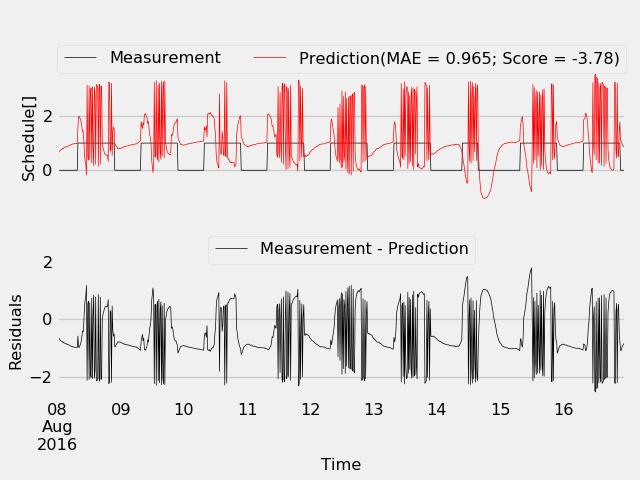 Measurement
Prediction(MAE = 0.965; Score = -3.78)
Schedule[]
2
0
Measurement - Prediction
Residuals
2
0
−2
08 09 10 11 12 13 14 15 16
Aug
2016
Time